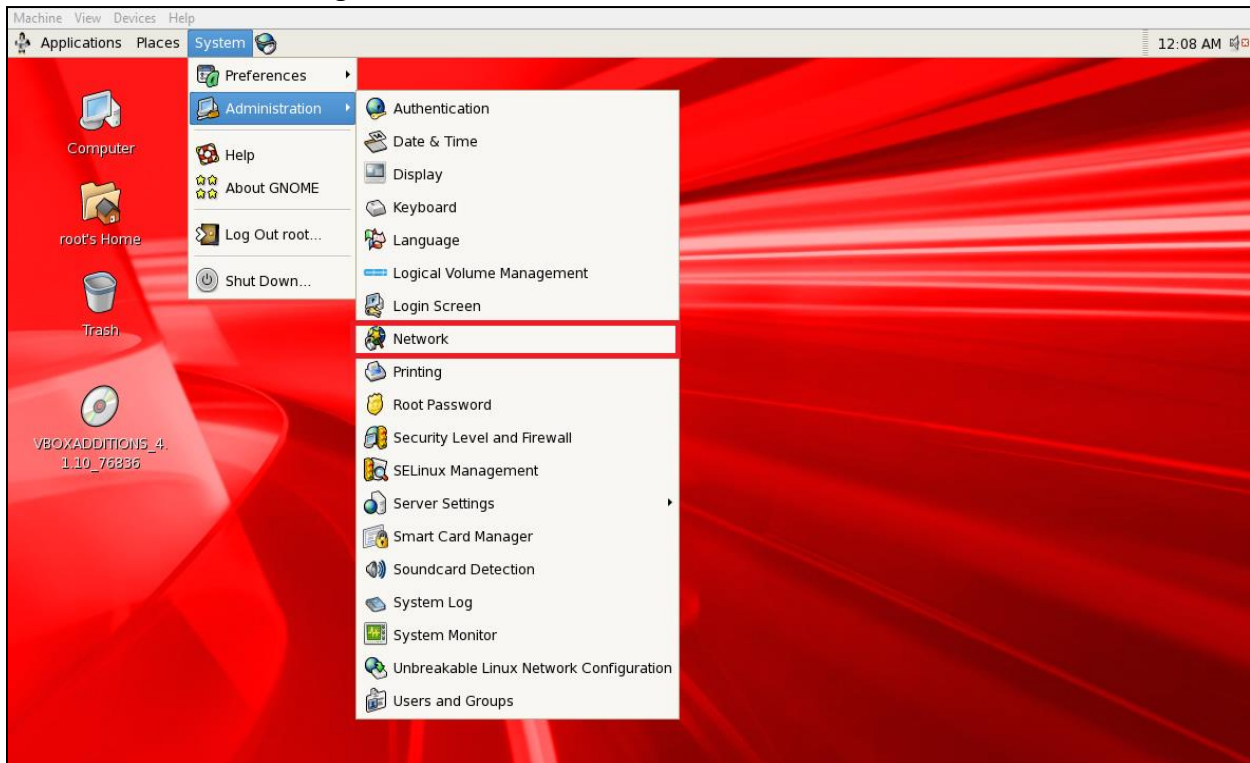 Machine View Devices Help
Applications Places System 12:08 AM
Preferences
Administration
Help
About GNOME
Log Out root...
Shut Down...
Authentication
Date & Time
Display
Keyboard
Language
Logical Volume Management
Login Screen
Network
Printing
Root Password
Security Level and Firewall
SELinux Management
Server Settings
Smart Card Manager
Soundcard Detection
System Log
System Monitor
Unbreakable Linux Network Configuration
Users and Groups
Computer
root's Home
Trash
VBOXADDITIONS_4.
1.10_76836